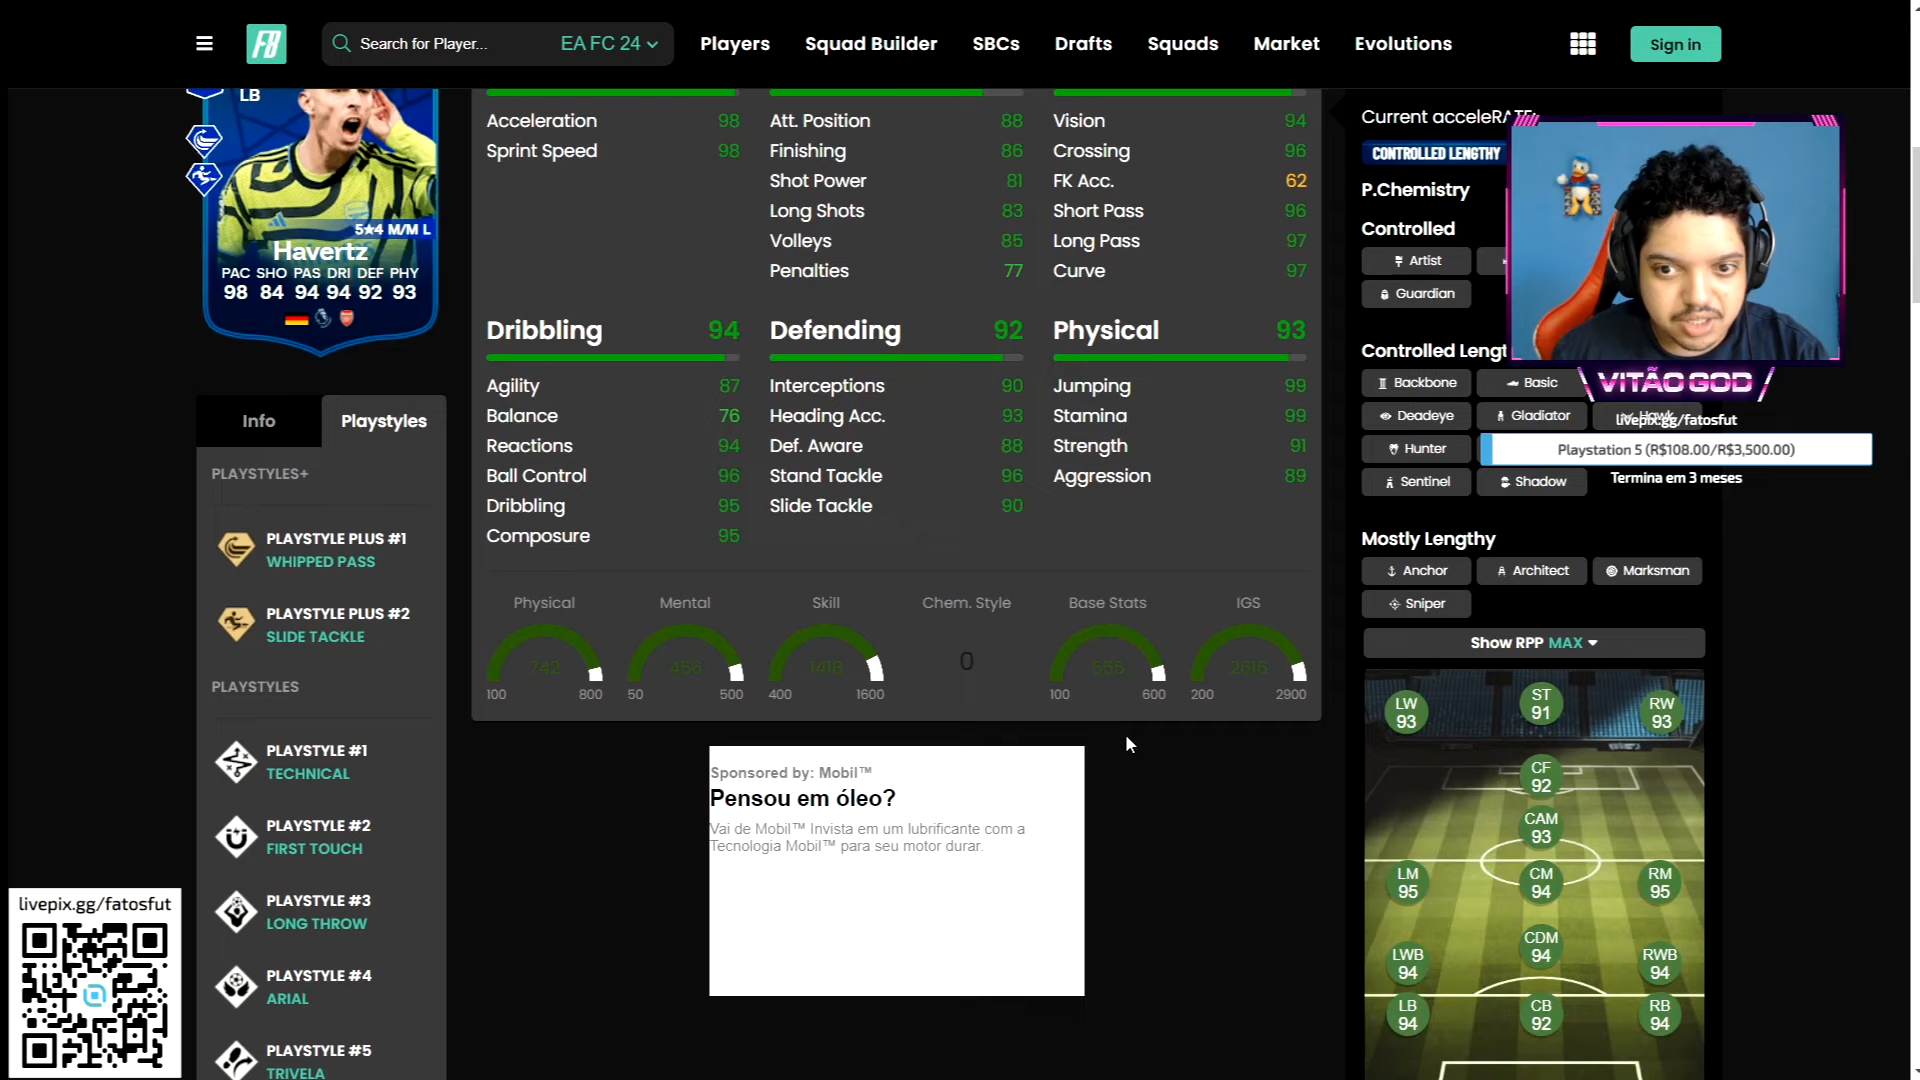 F8
Search for Player...
EA FC 24
Players
Squad Builder
SBCs
Drafts
Squads
Market
Evolutions
Sign in
LB
5★4 M/M L
Havertz
PAC SHO PAS DRI DEF PHY
98 84 94 94 92 93
Info
Playstyles
PLAYSTYLES+
PLAYSTYLE PLUS #1
WHIPPED PASS
PLAYSTYLE PLUS #2
SLIDE TACKLE
PLAYSTYLES
PLAYSTYLE #1
TECHNICAL
PLAYSTYLE #2
FIRST TOUCH
PLAYSTYLE #3
LONG THROW
PLAYSTYLE #4
ARIAL
PLAYSTYLE #5
TRIVELA
livepix.gg/fatosfut
Acceleration 98
Sprint Speed 98
Att. Position 88
Finishing 86
Shot Power 81
Long Shots 83
Volleys 85
Penalties 77
Vision 94
Crossing 96
FK Acc. 62
Short Pass 96
Long Pass 97
Curve 97
Dribbling 94
Agility 87
Balance 76
Reactions 94
Ball Control 96
Dribbling 95
Composure 95
Defending 92
Interceptions 90
Heading Acc. 93
Def. Aware 88
Stand Tackle 96
Slide Tackle 90
Physical 93
Jumping 99
Stamina 99
Strength 91
Aggression 89
Physical
742
100 800
Mental
456
50 500
Skill
1418
400 1600
Chem. Style
0
Base Stats
555
100 600
IGS
2615
200 2900
Sponsored by: Mobil™
Pensou em óleo?
Vai de Mobil™ Invista em um lubrificante com a
Tecnologia Mobil™ para seu motor durar.
Current acceleRATE
CONTROLLED LENGTHY
P.Chemistry
Controlled
Artist
Guardian
Controlled Lengt
Backbone
Basic
Deadeye
Gladiator
Hawk
Hunter
Sentinel
Shadow
VITÃO GOD
livepix.gg/fatosfut
Playstation 5 (R$108.00/R$3,500.00)
Termina em 3 meses
Mostly Lengthy
Anchor
Architect
Marksman
Sniper
Show RPP MAX
LW
93
ST
91
RW
93
CF
92
CAM
93
LM
95
CM
94
RM
95
CDM
94
LWB
94
RWB
94
LB
94
CB
92
RB
94